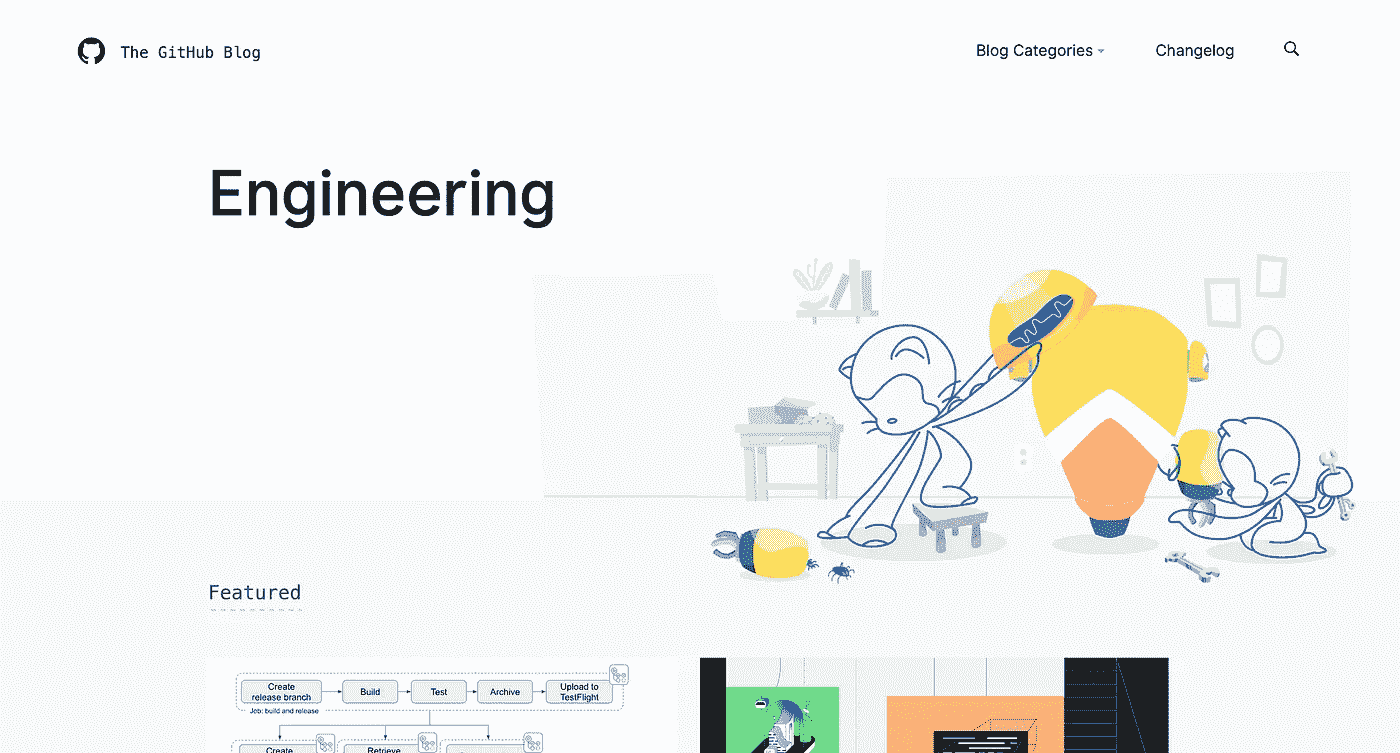 The GitHub Blog
Blog Categories
Changelog
Engineering
Featured
Create
release branch
Build
Test
Archive
Upload to
TestFlight
Job: build and release
Create
Retrieve